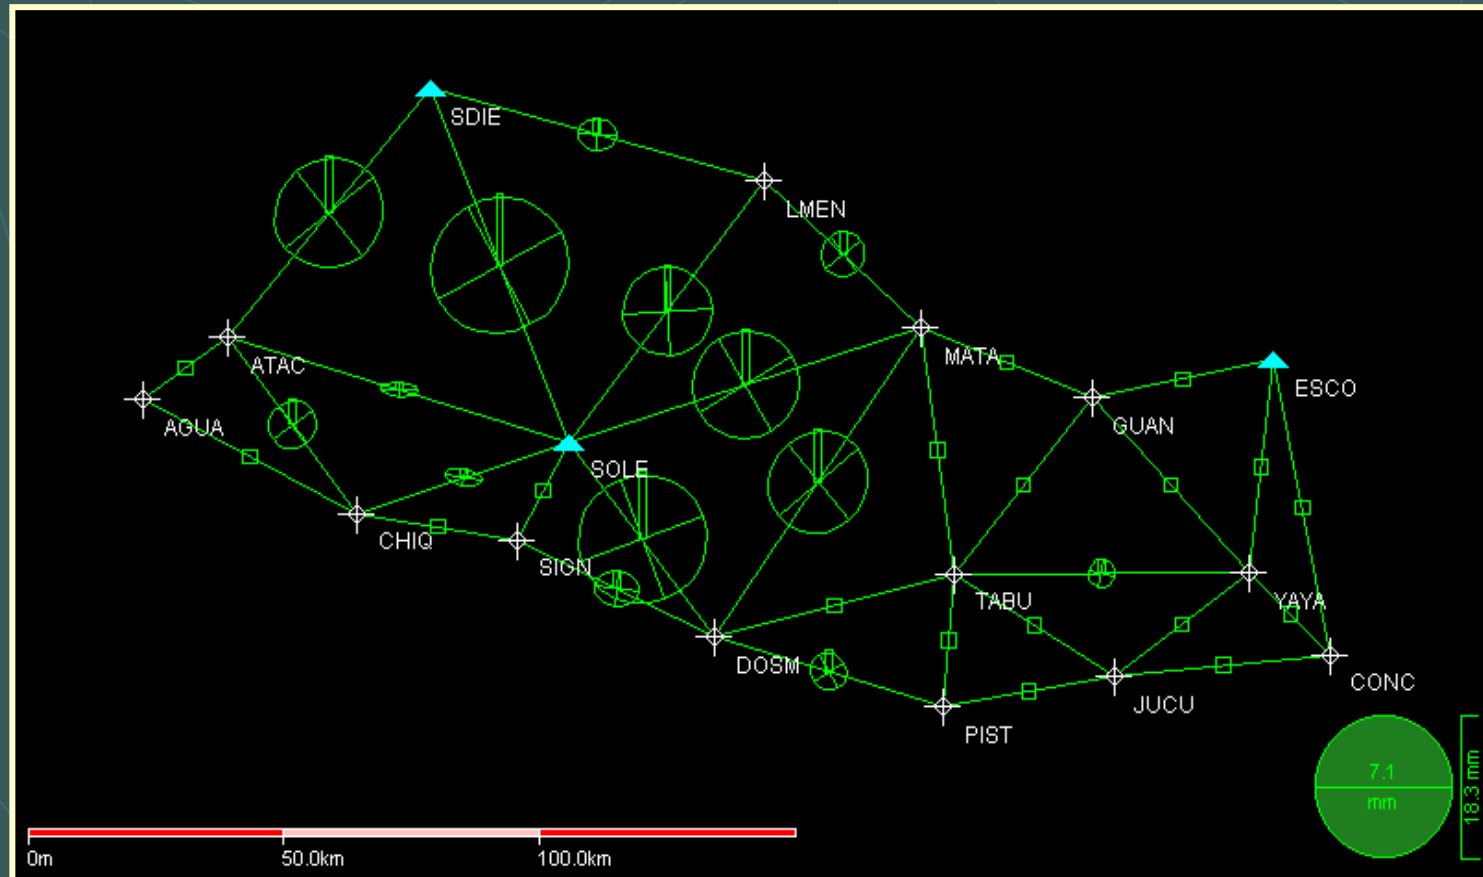 SDIE
LMEN
ATAC
MATA
ESCO
AGUA
GUAN
SOLE
CHIQ
SIGN
TABU
YAYA
DOSM
CONC
JUCU
PIST
7.1
mm
18.3 mm
0m
50.0km
100.0km